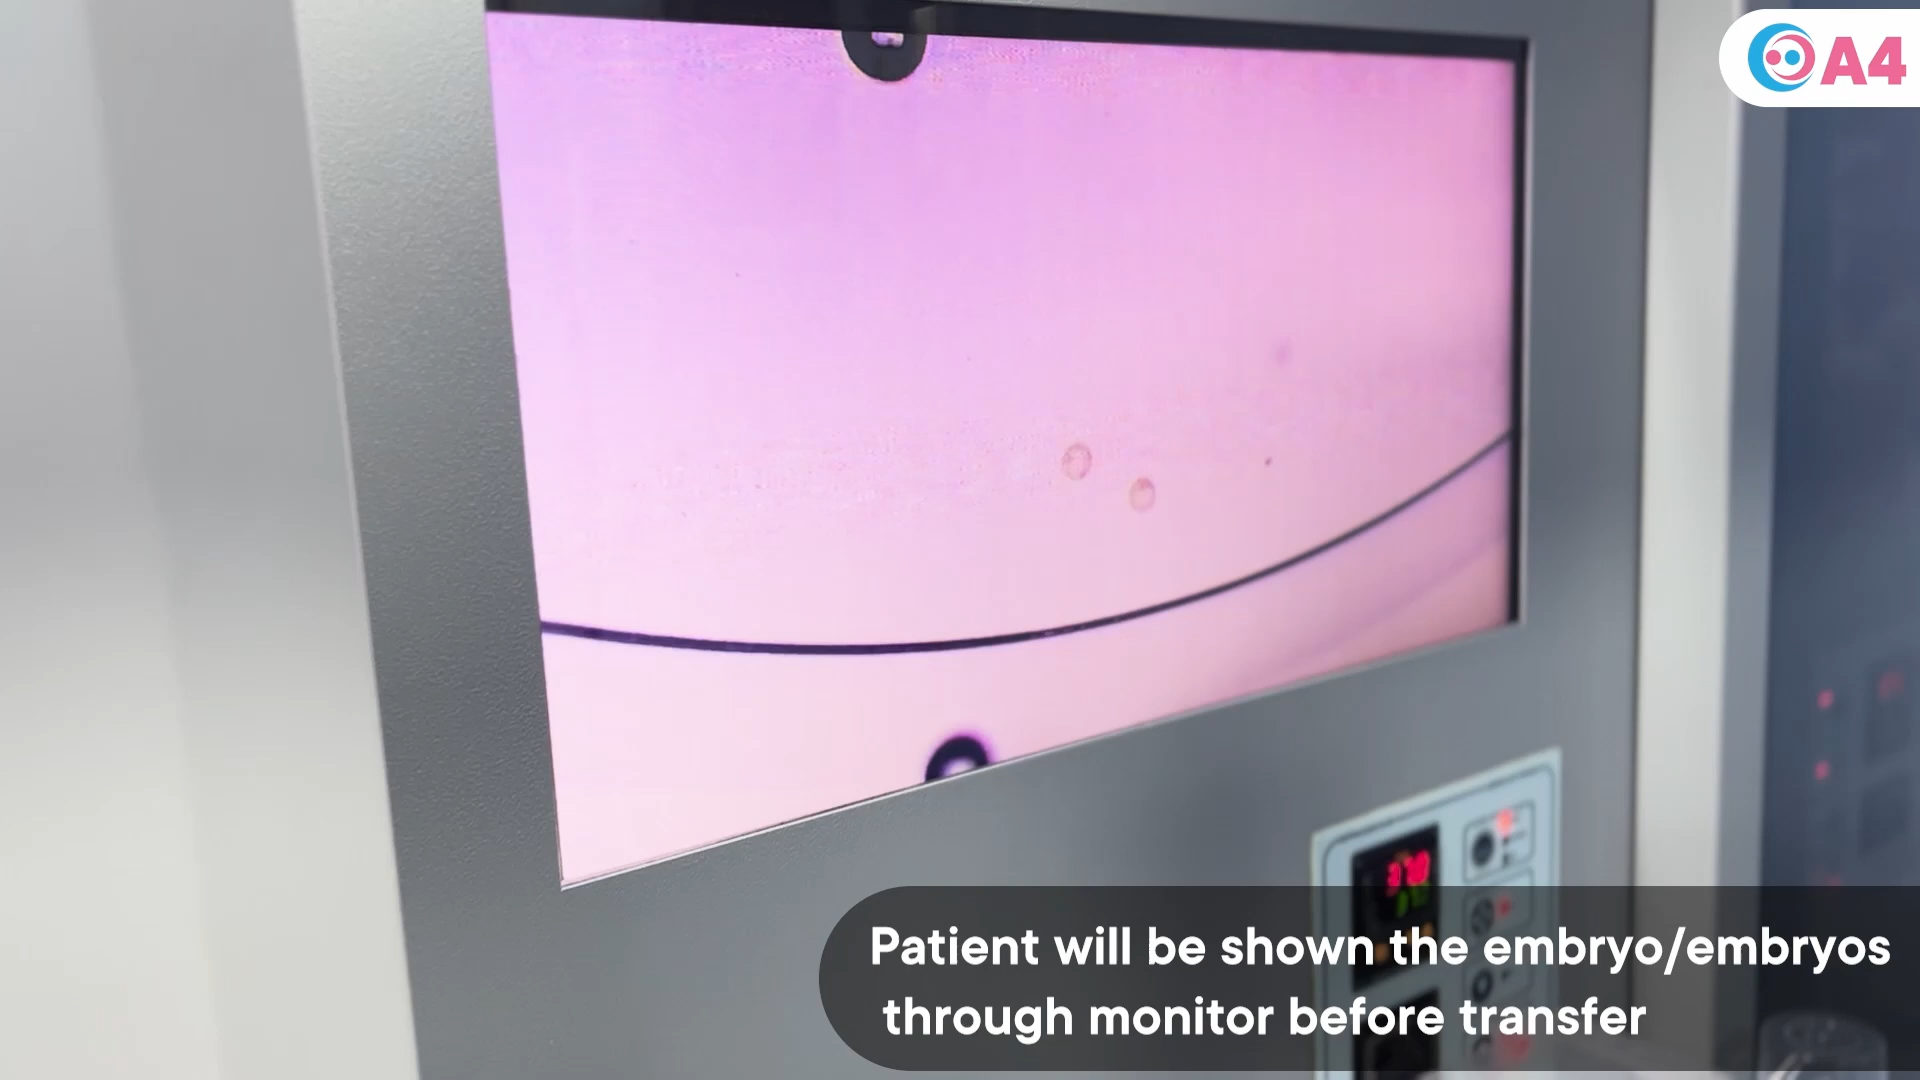 A4
Patient will be shown the embryo/embryos
through monitor before transfer